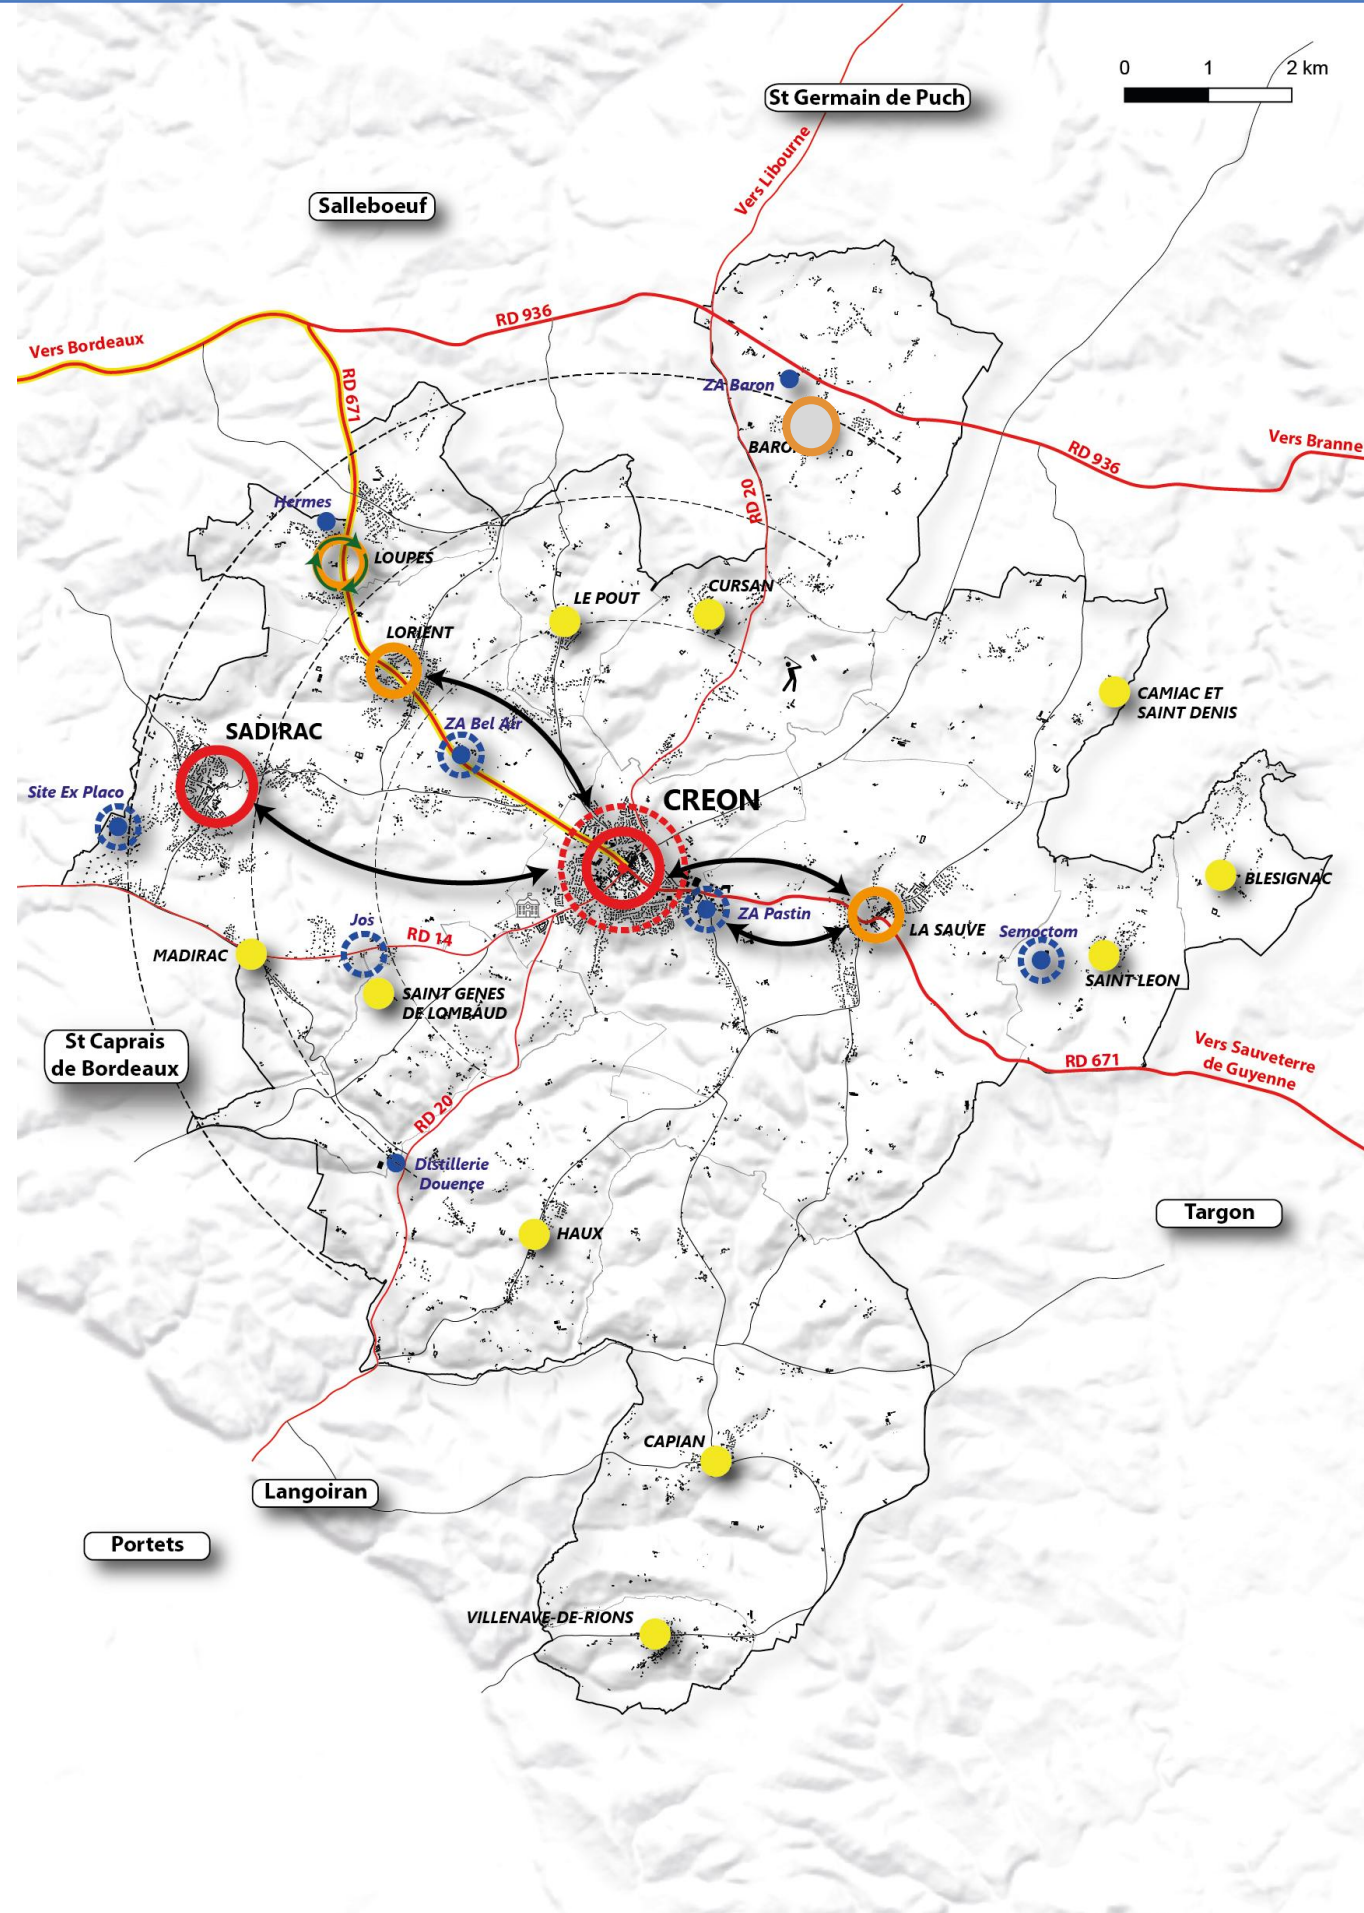 0 1 2 km
St Germain de Puch
Vers Libourne
Salleboeuf
RD 936
Vers Bordeaux
RD 671
ZA Baron
Vers Branne
RD 936
RD 20
Hermes
LOUPES
LE POUT
CURSAN
LORIENT
CAMIAC ET
SAINT DENIS
ZA Bel Air
SADIRAC
Site Ex Placo
CREON
BLESIGNAC
ZA Pastin
Jos
LA SAUVE
Semoctom
RD 14
MADIRAC
SAINT LEON
SAINT GENES
DE LOMBAUD
St Caprais
de Bordeaux
Vers Sauveterre
de Guyenne
RD 671
RD 20
Distillerie
Douence
Targon
HAUX
CAPIAN
Langoiran
Portets
VILLENAVE-DE-RIONS